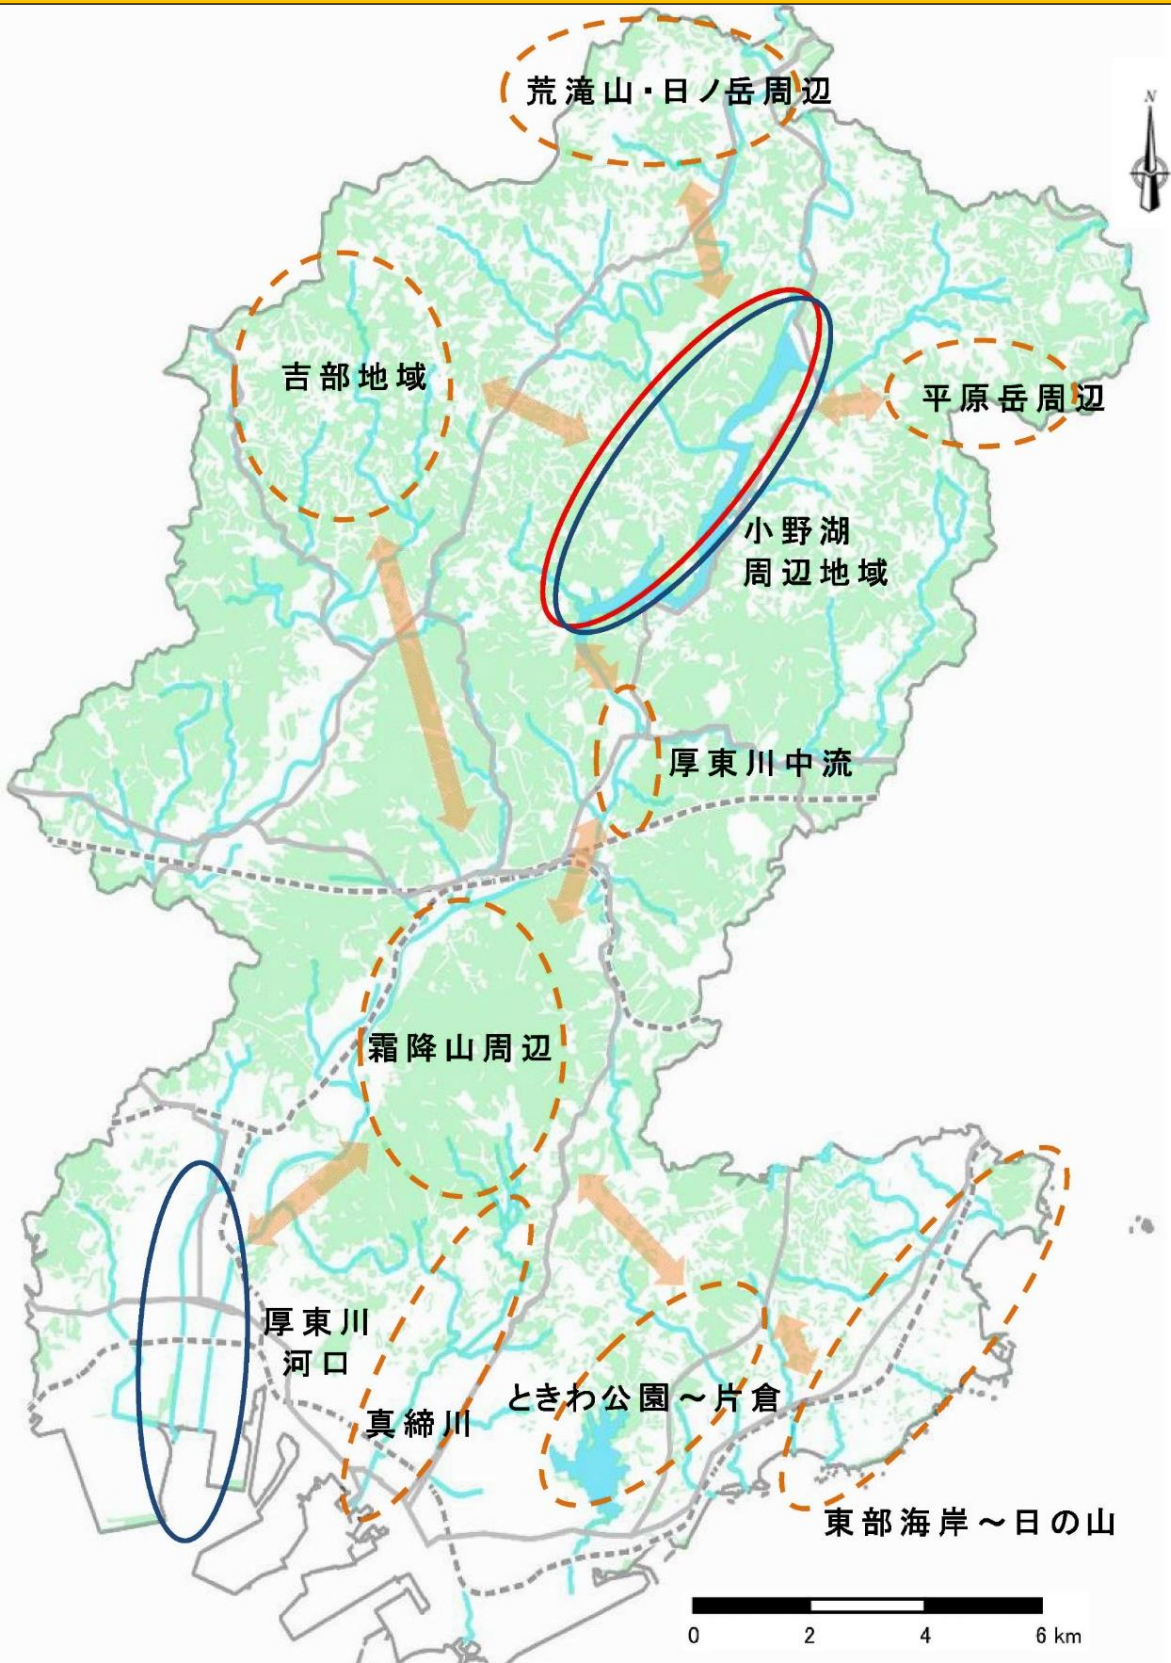 荒滝山・日ノ岳周辺
N
吉部地域
平原岳周辺
小野湖
周辺地域
厚東川中流
霜降山周辺
厚東川
河口
ときわ公園～片倉
真締川
東部海岸～日の山
0 2 4 6 km